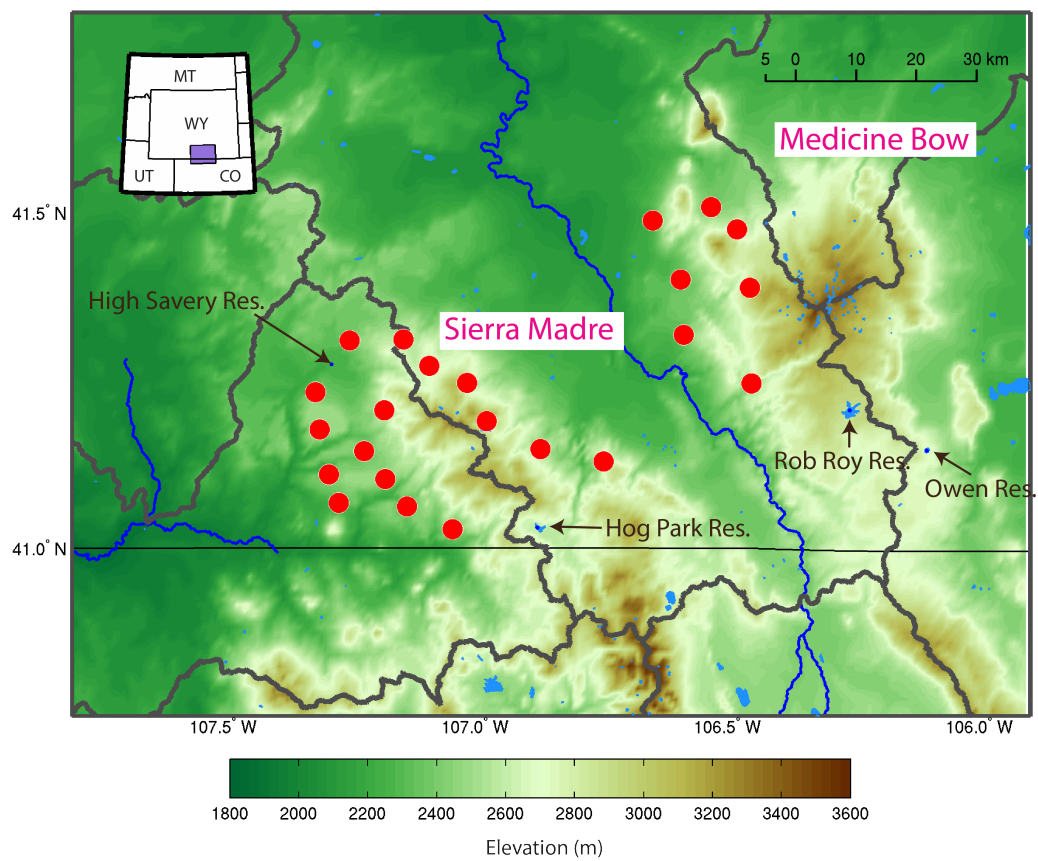 5 0 10 20 30 km
MT
WY
UT
CO
Medicine Bow
41.5° N
High Savery Res.
Sierra Madre
Rob Roy Res.
Owen Res.
Hog Park Res.
41.0° N
107.5° W 107.0° W 106.5° W 106.0° W
1800 2000 2200 2400 2600 2800 3000 3200 3400 3600
Elevation (m)